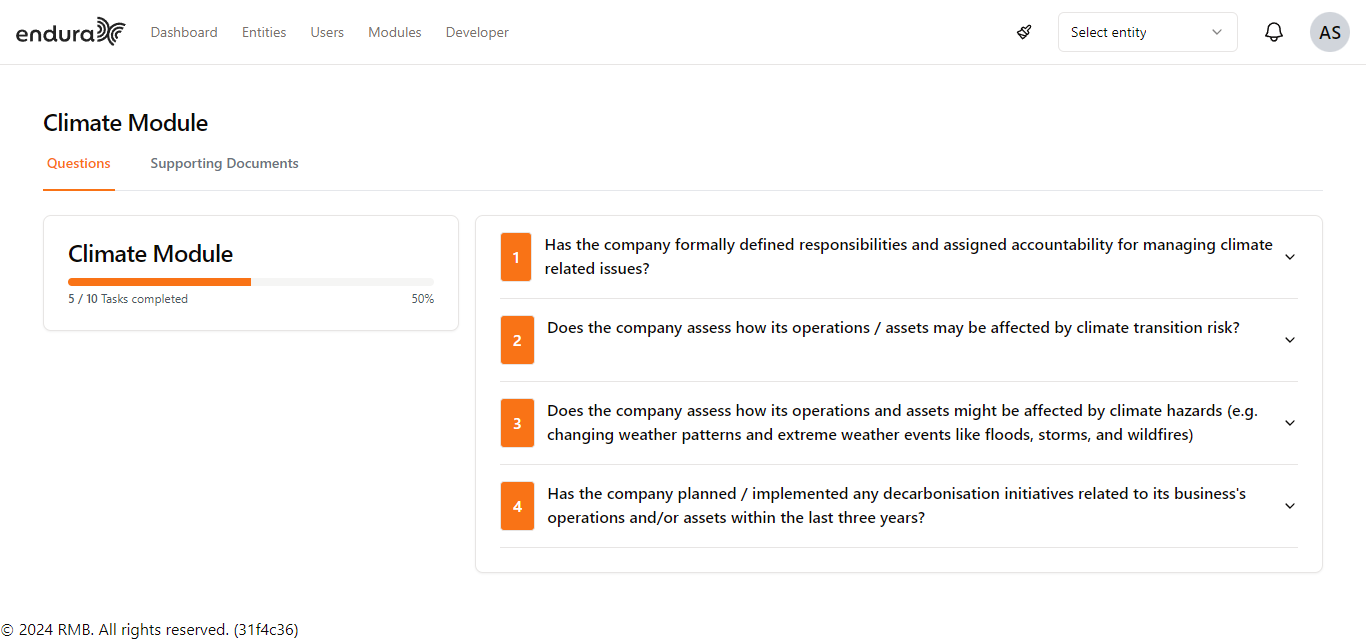 endura
Dashboard
Entities
Users
Modules
Developer
Select entity
AS
Climate Module
Questions
Supporting Documents
Climate Module
5 / 10 Tasks completed
50%
1
Has the company formally defined responsibilities and assigned accountability for managing climate
related issues?
2
Does the company assess how its operations / assets may be affected by climate transition risk?
3
Does the company assess how its operations and assets might be affected by climate hazards (e.g.
changing weather patterns and extreme weather events like floods, storms, and wildfires)
4
Has the company planned / implemented any decarbonisation initiatives related to its business's
operations and/or assets within the last three years?
© 2024 RMB. All rights reserved. (31f4c36)